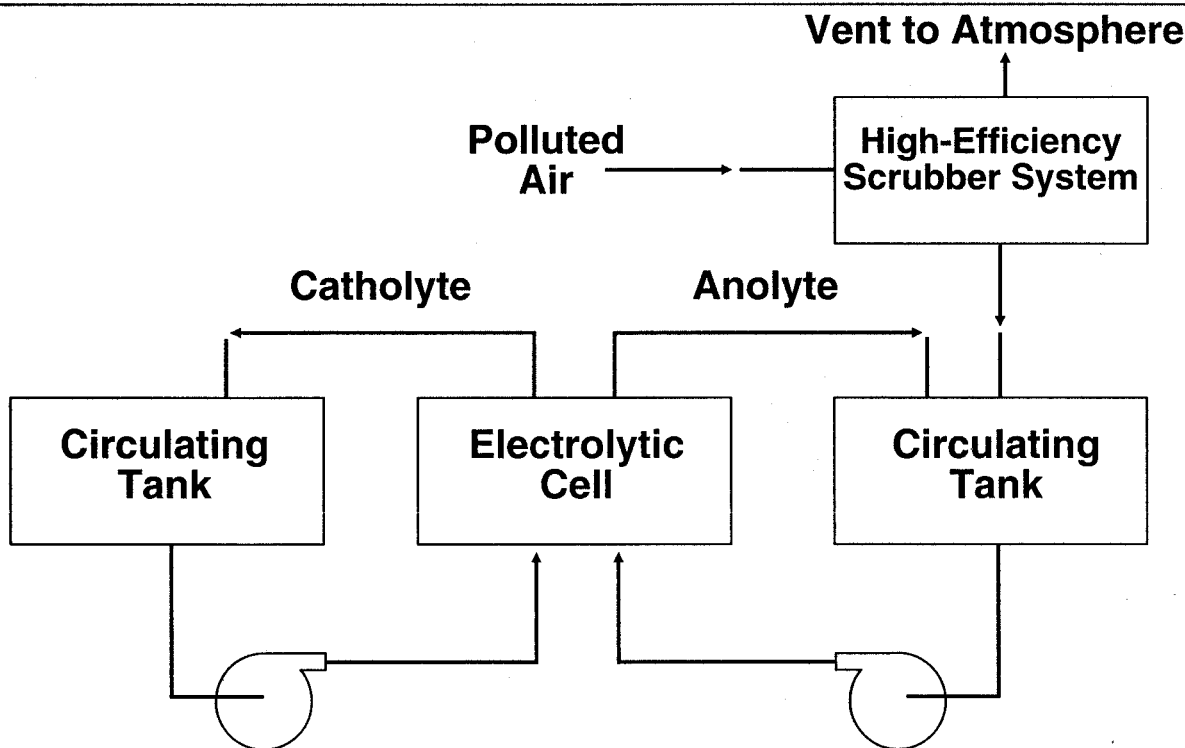 Vent to Atmosphere
High-Efficiency
Scrubber System
Polluted
Air
Catholyte
Anolyte
Circulating
Tank
Electrolytic
Cell
Circulating
Tank